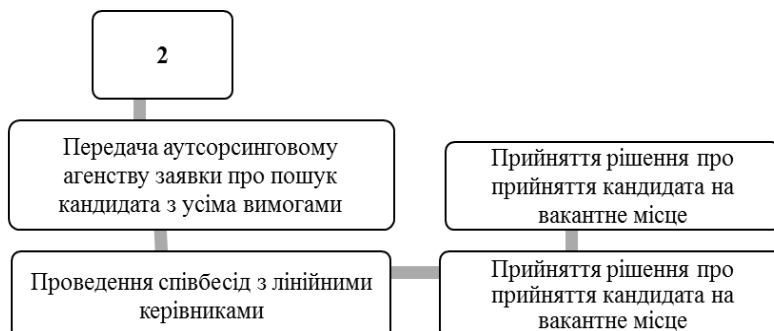 2
Передача аутсорсинговому
агенству заявки про пошук
кандидата з усіма вимогами
Проведення співбесід з лінійними
керівниками
Прийняття рішення про
прийняття кандидата на
вакантне місце
Прийняття рішення про
прийняття кандидата на
вакантне місце